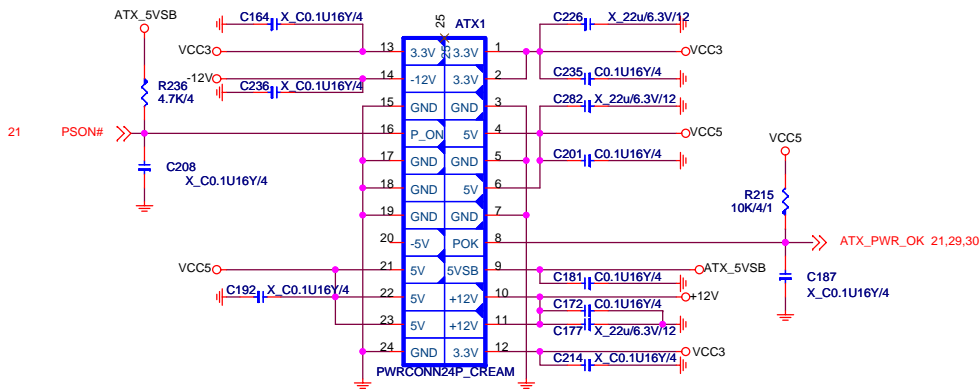 ATX_5VSB
C164 X_C0.1U16Y/4
25
25 X
ATX1
C226 X_22u/6.3V/12
VCC3
13 3.3V 3.3V 1
VCC3
R236
4.7K/4
-12V
14 -12V 3.3V 2
C236 X_C0.1U16Y/4
C235 C0.1U16Y/4
15 GND GND 3
C282 X_22u/6.3V/12
21 PSON#
16 P_ON 5V 4
VCC5
VCC5
C208
X_C0.1U16Y/4
17 GND GND 5
C201 C0.1U16Y/4
18 GND 5V 6
R215
10K/4/1
19 GND GND 7
20 -5V POK 8
ATX_PWR_OK 21,29,30
VCC5
21 5V 5VSB 9
ATX_5VSB
C181 C0.1U16Y/4
C187
X_C0.1U16Y/4
C192 X_C0.1U16Y/4
22 5V +12V 10
+12V
C172 C0.1U16Y/4
23 5V +12V 11
C177 X_22u/6.3V/12
24 GND 3.3V 12
VCC3
C214 X_C0.1U16Y/4
PWRCONN24P_CREAM